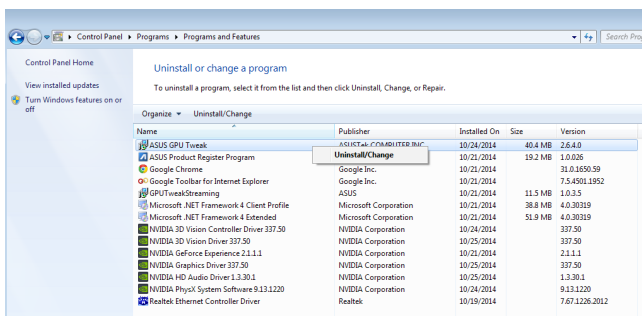 Control Panel ▸ Programs ▸ Programs and Features
Search Pro
Control Panel Home
View installed updates
Turn Windows features on or off
Uninstall or change a program
To uninstall a program, select it from the list and then click Uninstall, Change, or Repair.
Organize Uninstall/Change
Name Publisher Installed On Size Version
ASUS GPU Tweak ASUSTek COMPUTER INC. 10/24/2014 40.4 MB 2.6.4.0
Uninstall/Change
ASUS Product Register Program 10/21/2014 19.2 MB 1.0.026
Google Chrome Google Inc. 10/21/2014 31.0.1650.59
Google Toolbar for Internet Explorer Google Inc. 10/21/2014 7.5.4501.1952
GPUTweakStreaming ASUS 10/21/2014 11.5 MB 1.0.3.5
Microsoft .NET Framework 4 Client Profile Microsoft Corporation 10/21/2014 38.8 MB 4.0.30319
Microsoft .NET Framework 4 Extended Microsoft Corporation 10/21/2014 51.9 MB 4.0.30319
NVIDIA 3D Vision Controller Driver 337.50 NVIDIA Corporation 10/24/2014 337.50
NVIDIA 3D Vision Driver 337.50 NVIDIA Corporation 10/25/2014 337.50
NVIDIA GeForce Experience 2.1.1.1 NVIDIA Corporation 10/21/2014 2.1.1.1
NVIDIA Graphics Driver 337.50 NVIDIA Corporation 10/25/2014 337.50
NVIDIA HD Audio Driver 1.3.30.1 NVIDIA Corporation 10/25/2014 1.3.30.1
NVIDIA PhysX System Software 9.13.1220 NVIDIA Corporation 10/24/2014 9.13.1220
Realtek Ethernet Controller Driver Realtek 10/19/2014 7.67.1226.2012